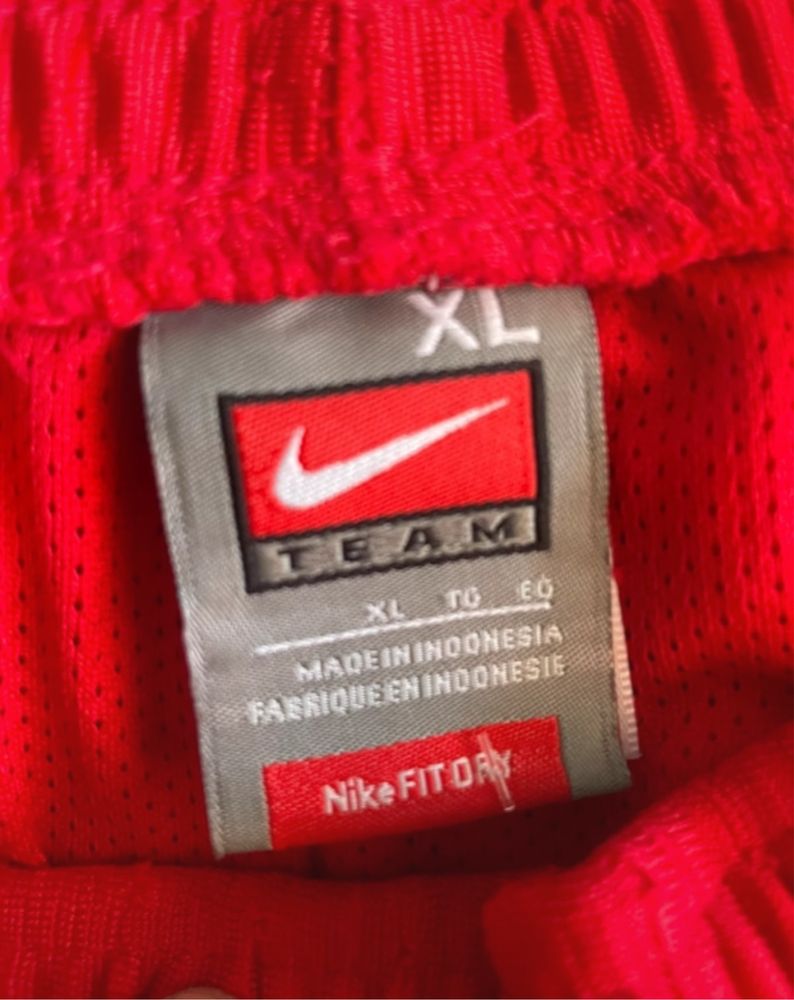 XL
TEAM
XL TG EG
MADE IN INDONESIA
FABRIQUE EN INDONESIE
Nike FIT DRY